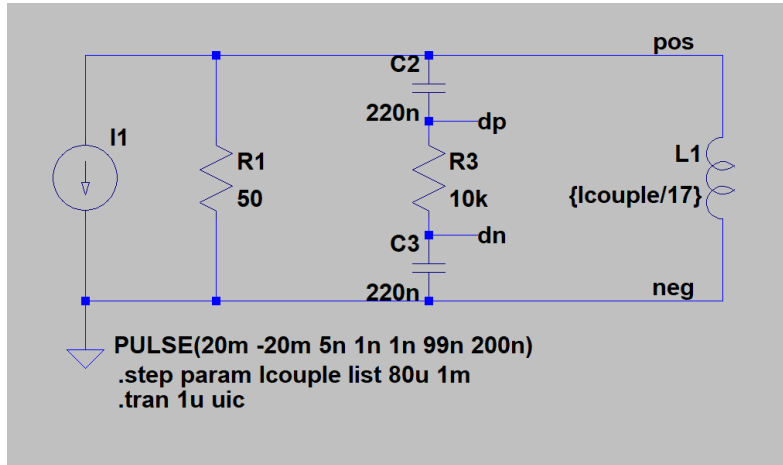 pos
C2
220n
dp
I1
R1
50
R3
10k
L1
{lcouple/17}
C3
dn
220n
neg
PULSE(20m -20m 5n 1n 1n 99n 200n)
.step param lcouple list 80u 1m
.tran 1u uic